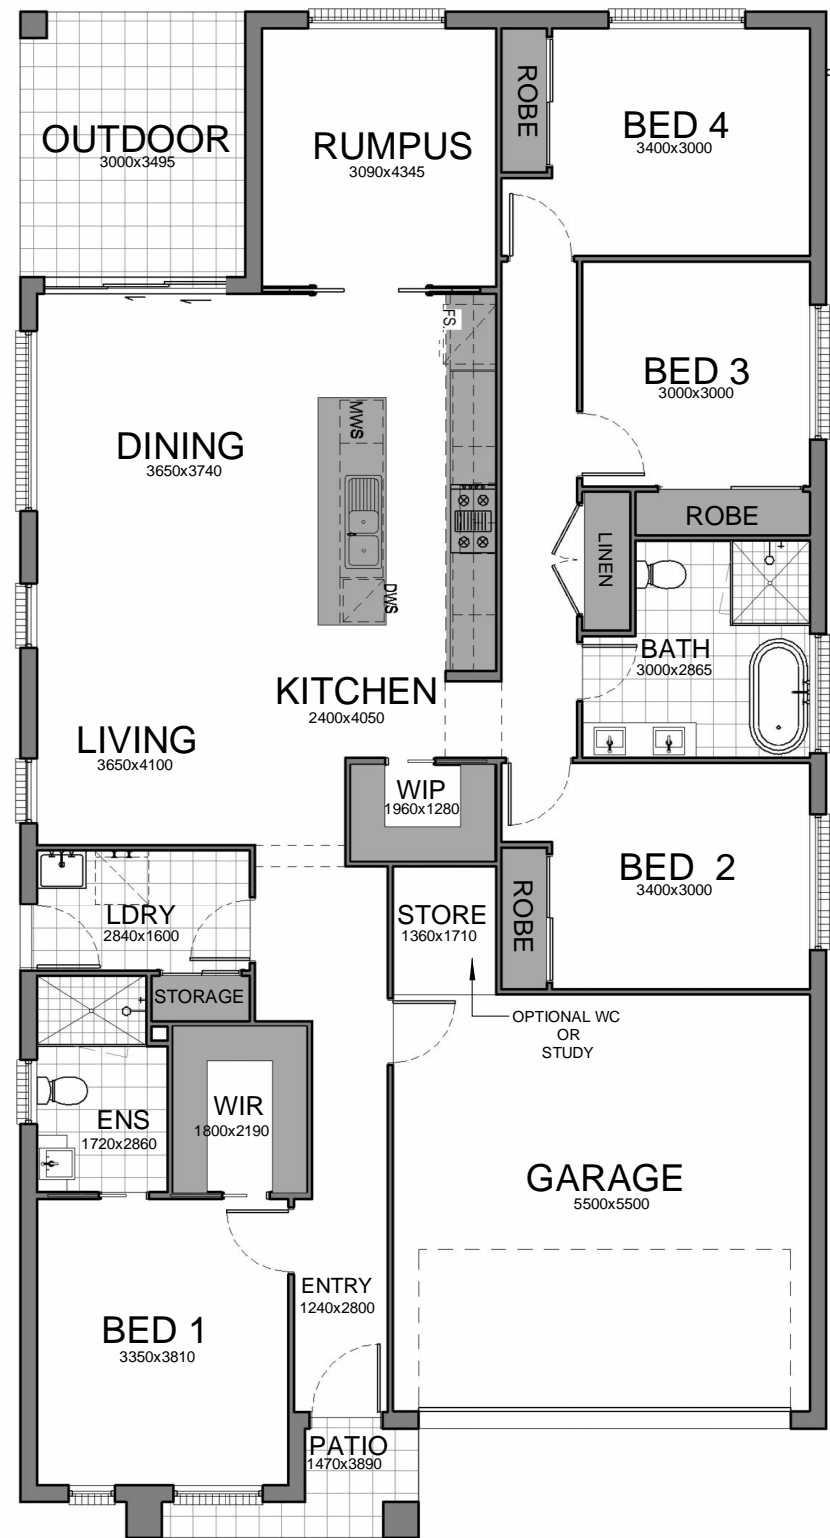 OUTDOOR
3000x3495
RUMPUS
3090x4345
ROBE
BED 4
3400x3000
FS
BED 3
3000x3000
ROBE
DINING
3650x3740
MWS
DWS
LINEN
BATH
3000x2865
KITCHEN
2400x4050
LIVING
3650x4100
WIP
1960x1280
BED 2
3400x3000
ROBE
LDRY
2840x1600
STORE
1360x1710
STORAGE
OPTIONAL WC
OR
STUDY
ENS
1720x2860
WIR
1800x2190
GARAGE
5500x5500
ENTRY
1240x2800
BED 1
3350x3810
PATIO
1470x3890